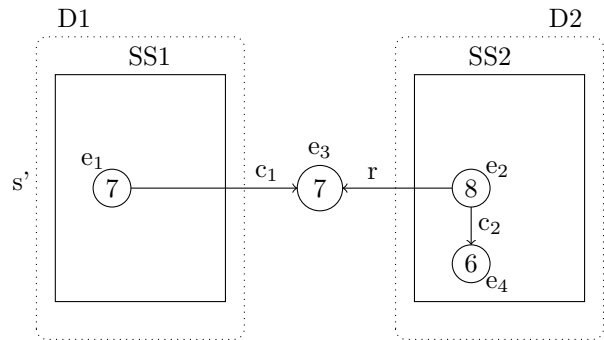 D1 D2
SS1 SS2
e₃
e₁ e₂
s' 7 c₁ 7 r 8
c₂
6
e₄